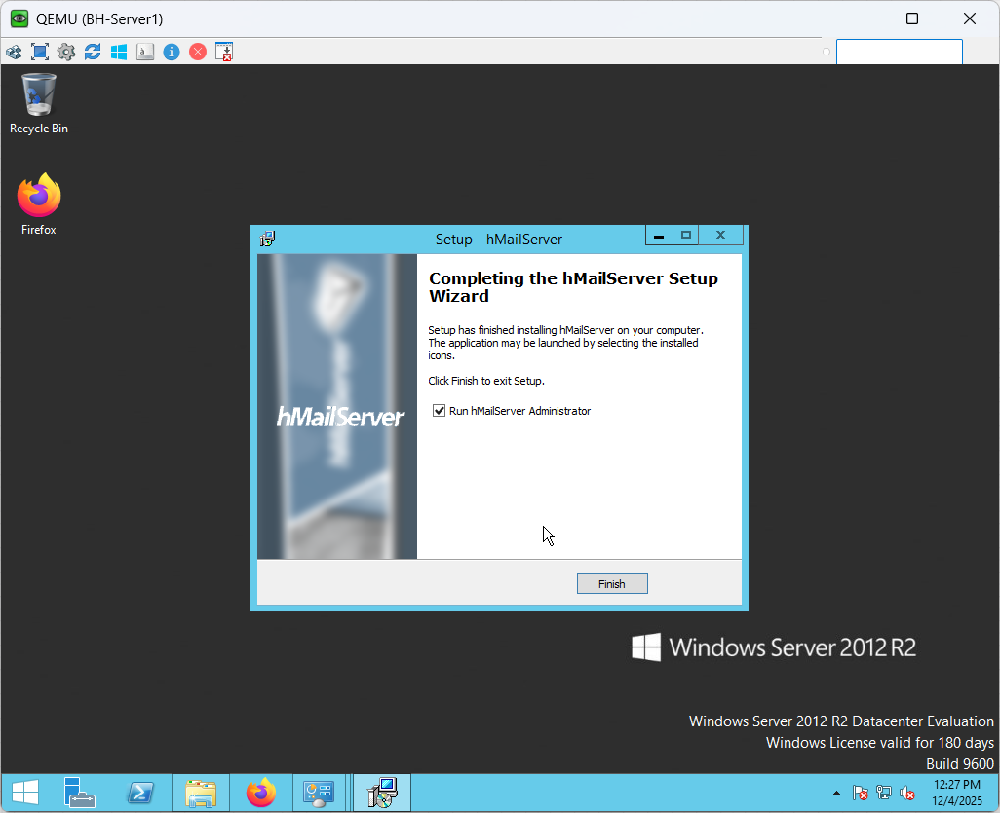 QEMU (BH-Server1)
Recycle Bin
Firefox
Setup - hMailServer
Completing the hMailServer Setup
Wizard
Setup has finished installing hMailServer on your computer.
The application may be launched by selecting the installed
icons.
Click Finish to exit Setup.
Run hMailServer Administrator
hMailServer
Finish
Windows Server 2012 R2
Windows Server 2012 R2 Datacenter Evaluation
Windows License valid for 180 days
Build 9600
12:27 PM
12/4/2025